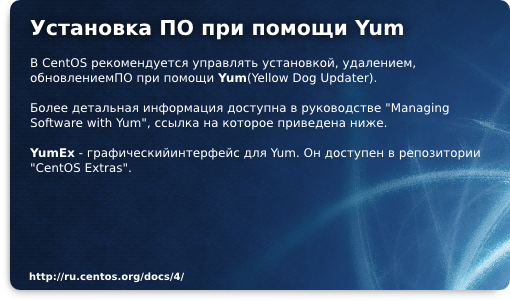 Установка ПО при помощи Yum
В CentOS рекомендуется управлять установкой, удалением,
обновлениемПО при помощи Yum(Yellow Dog Updater).
Более детальная информация доступна в руководстве "Managing
Software with Yum", ссылка на которое приведена ниже.
YumEx - графическийинтерфейс для Yum. Он доступен в репозитории
"CentOS Extras".
http://ru.centos.org/docs/4/